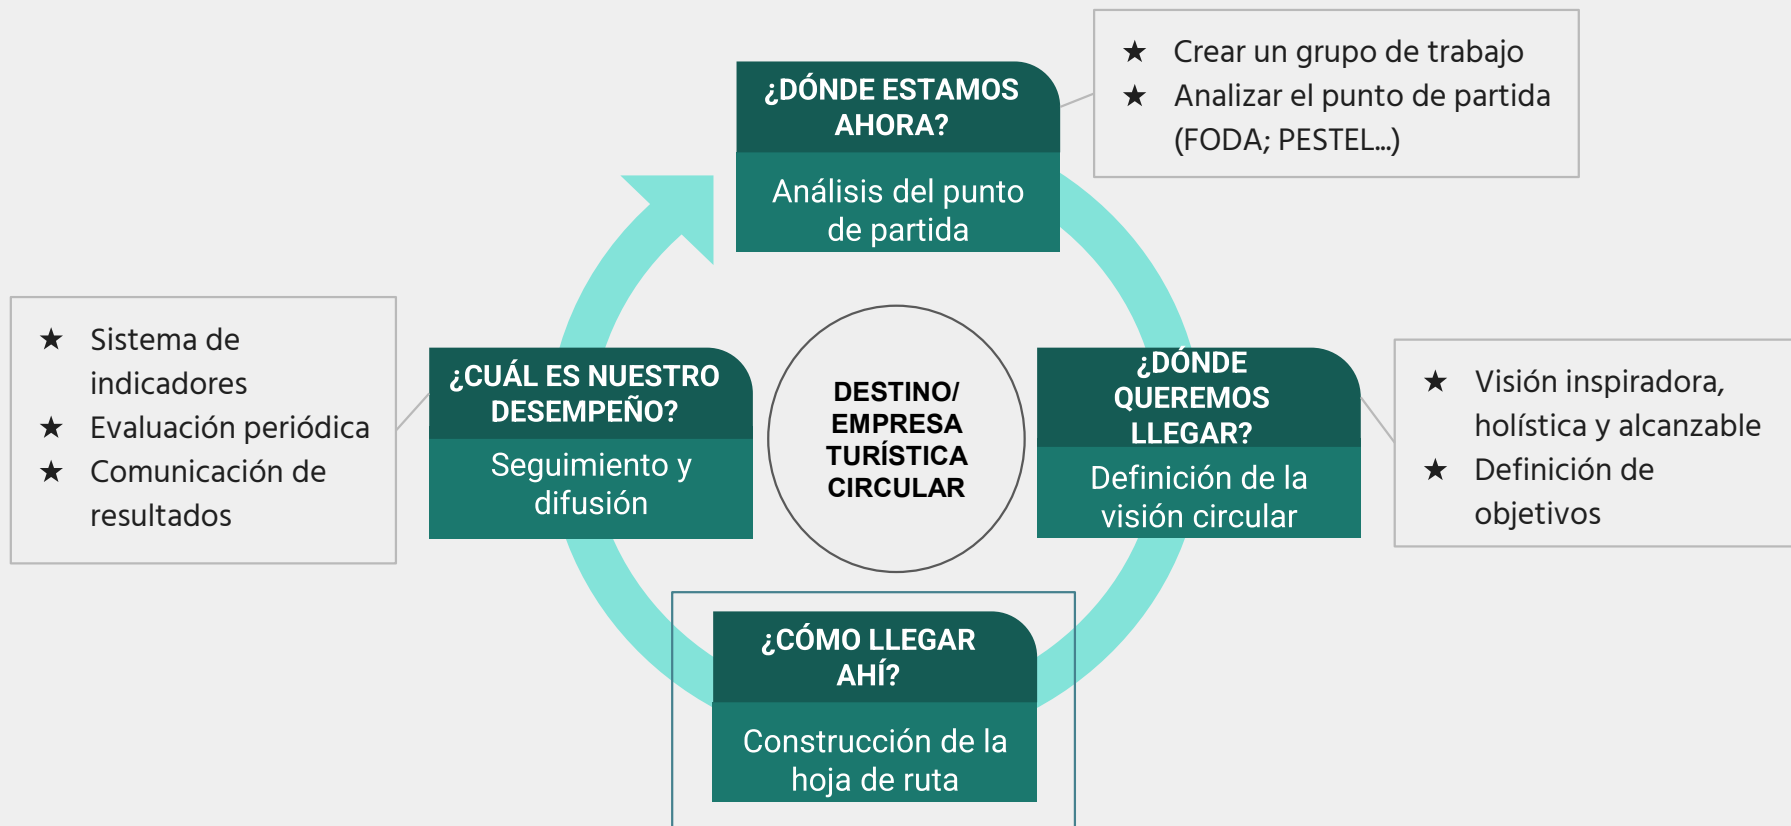 ¿DÓNDE ESTAMOS
AHORA?
Análisis del punto
de partida
★ Crear un grupo de trabajo
★ Analizar el punto de partida
(FODA; PESTEL...)
¿DÓNDE
QUEREMOS
LLEGAR?
Definición de la
visión circular
★ Visión inspiradora,
holística y alcanzable
★ Definición de
objetivos
¿CÓMO LLEGAR
AHÍ?
Construcción de la
hoja de ruta
¿CUÁL ES NUESTRO
DESEMPEÑO?
Seguimiento y
difusión
★ Sistema de
indicadores
★ Evaluación periódica
★ Comunicación de
resultados
DESTINO/
EMPRESA
TURÍSTICA
CIRCULAR